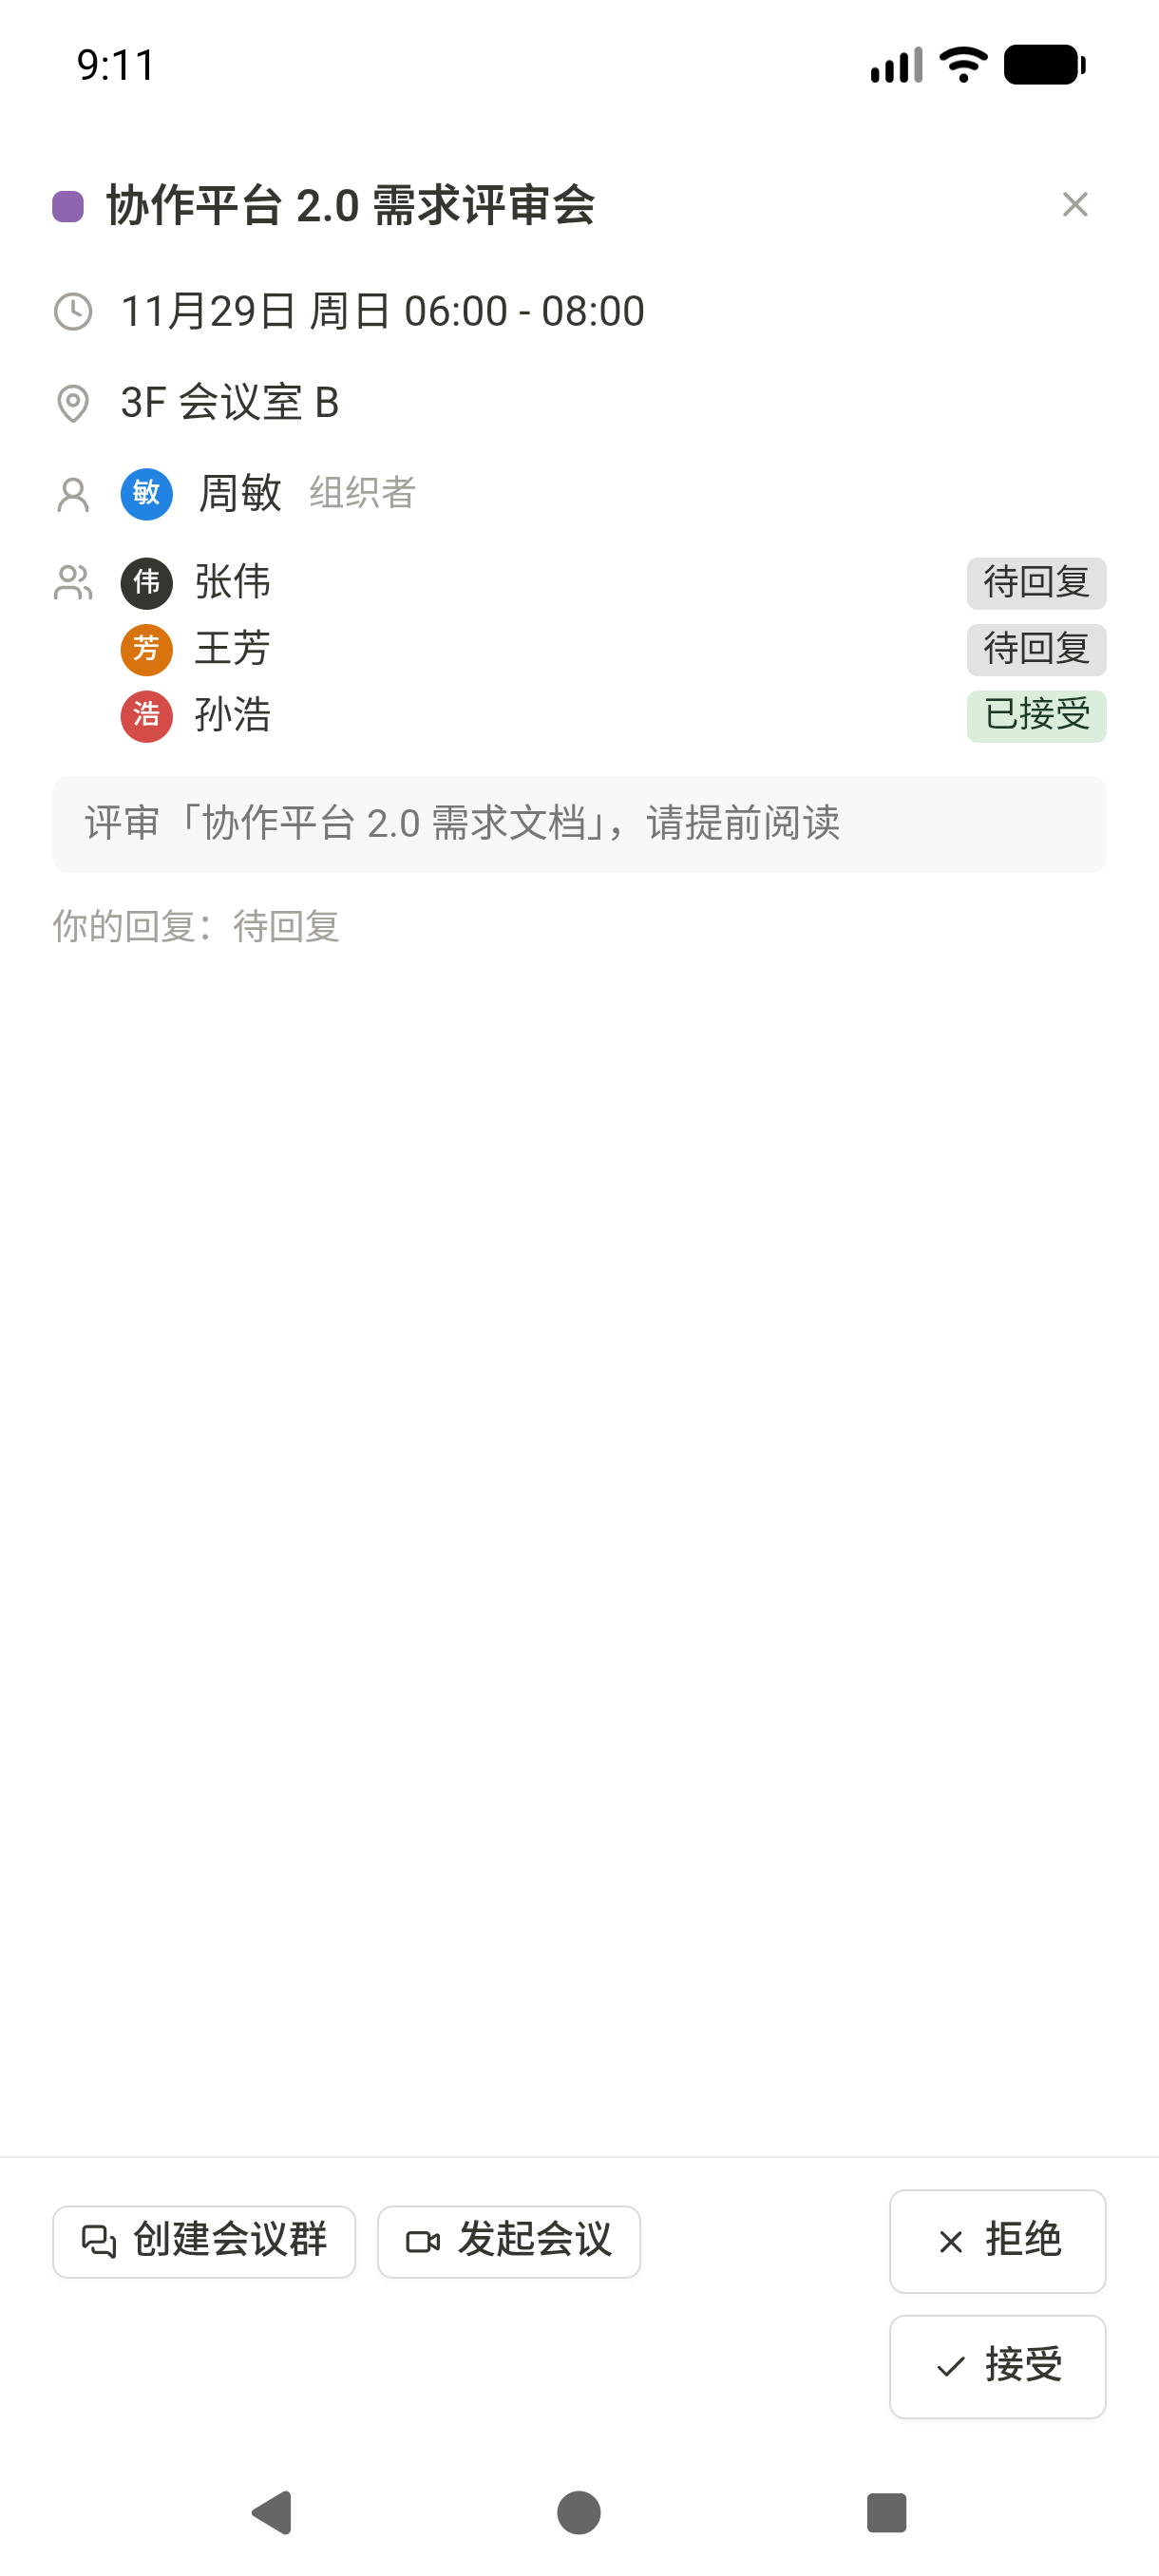 9:11
协作平台 2.0 需求评审会
11月29日 周日 06:00 - 08:00
3F 会议室 B
敏 周敏 组织者
伟 张伟 待回复
芳 王芳 待回复
浩 孙浩 已接受
评审「协作平台 2.0 需求文档」，请提前阅读
你的回复：待回复
创建会议群 发起会议 拒绝
接受